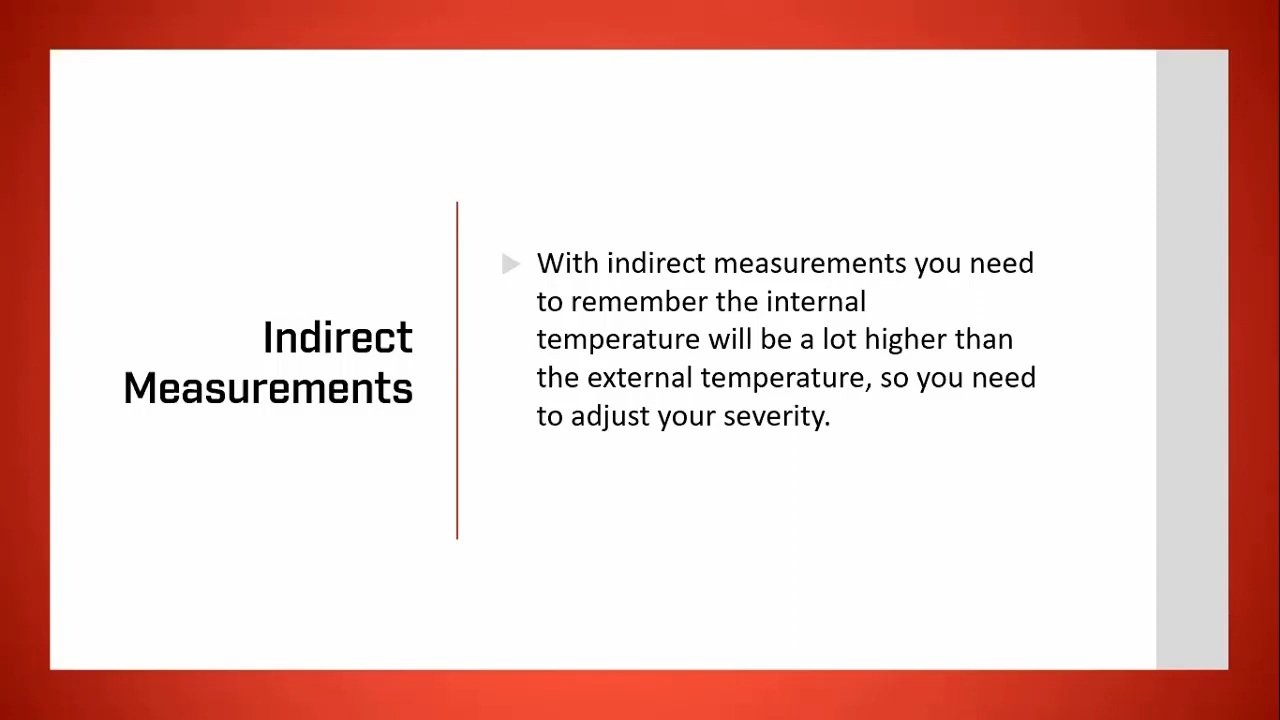 Indirect
Measurements
With indirect measurements you need
to remember the internal
temperature will be a lot higher than
the external temperature, so you need
to adjust your severity.